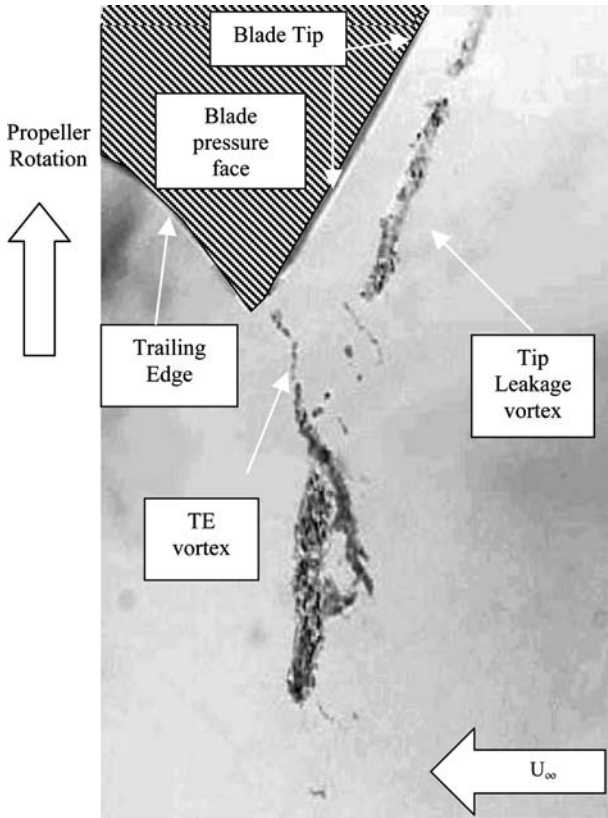 Blade Tip
Propeller
Rotation
Blade
pressure
face
Trailing
Edge
Tip
Leakage
vortex
TE
vortex
U∞